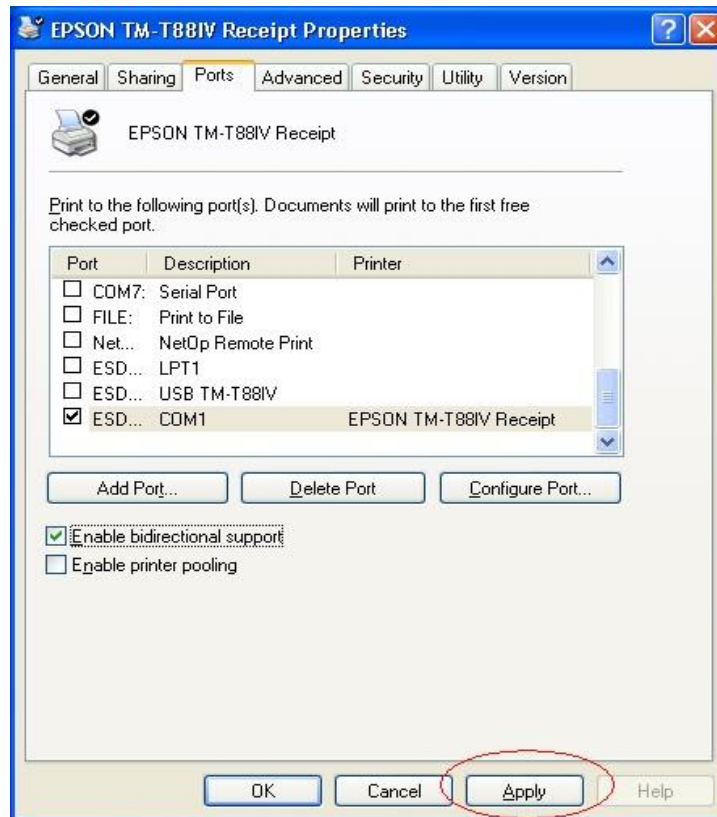 EPSON TM-T88IV Receipt Properties
General Sharing Ports Advanced Security Utility Version
EPSON TM-T88IV Receipt
Print to the following port(s). Documents will print to the first free
checked port.
Port Description Printer
COM7: Serial Port
FILE: Print to File
Net... NetOp Remote Print
ESD... LPT1
ESD... USB TM-T88IV
ESD... COM1 EPSON TM-T88IV Receipt
Add Port... Delete Port Configure Port...
Enable bidirectional support
Enable printer pooling
OK Cancel Apply Help